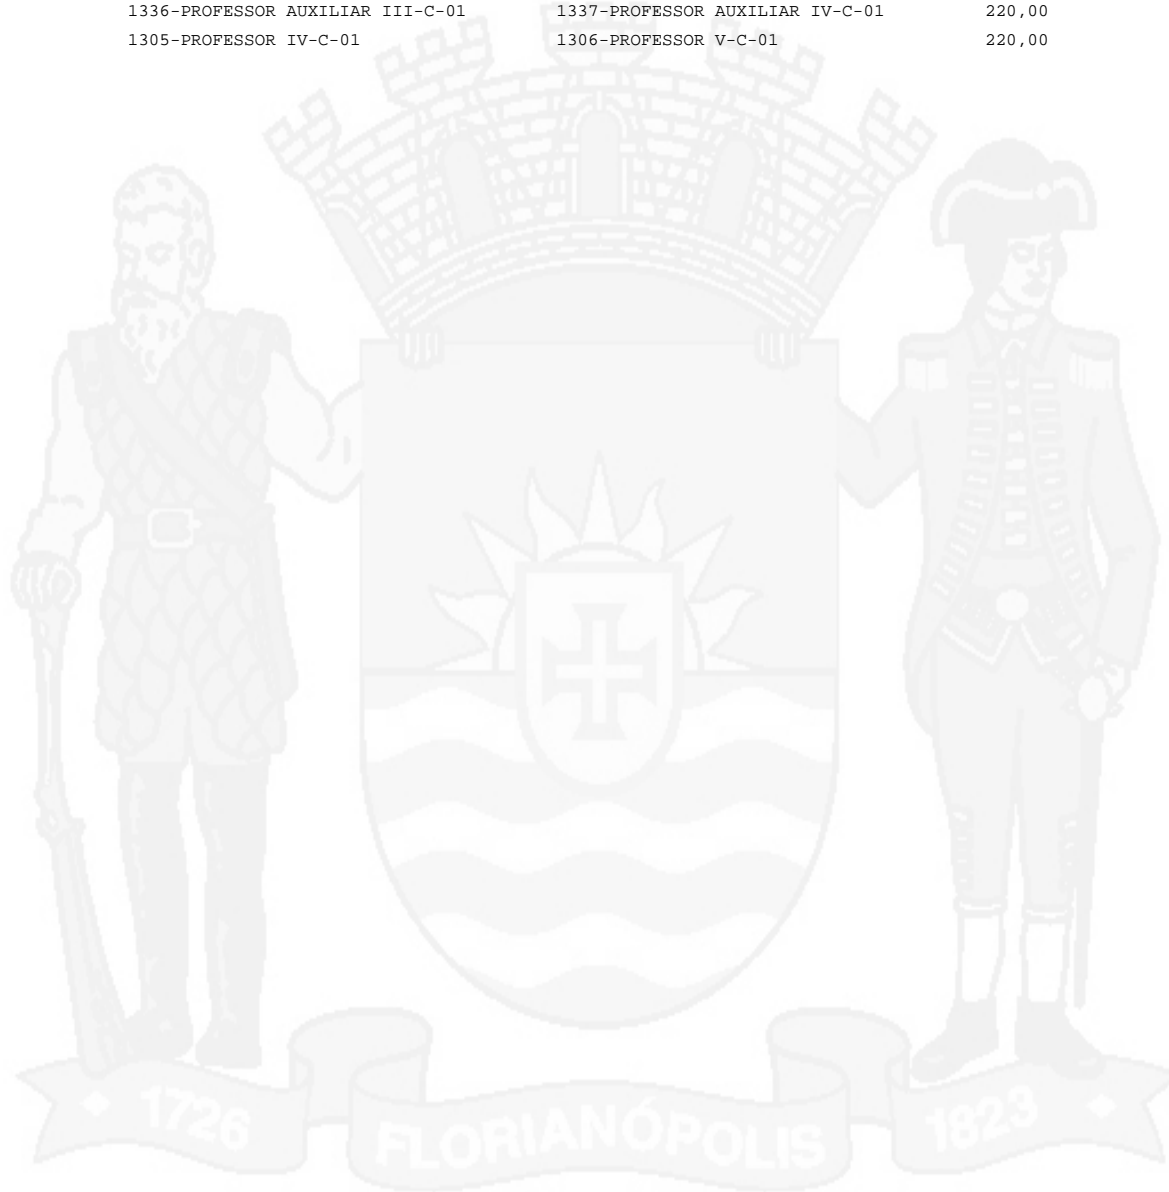 1336-PROFESSOR AUXILIAR III-C-01 1337-PROFESSOR AUXILIAR IV-C-01 220,00
1305-PROFESSOR IV-C-01 1306-PROFESSOR V-C-01 220,00
1726 FLORIANÓPOLIS 1823